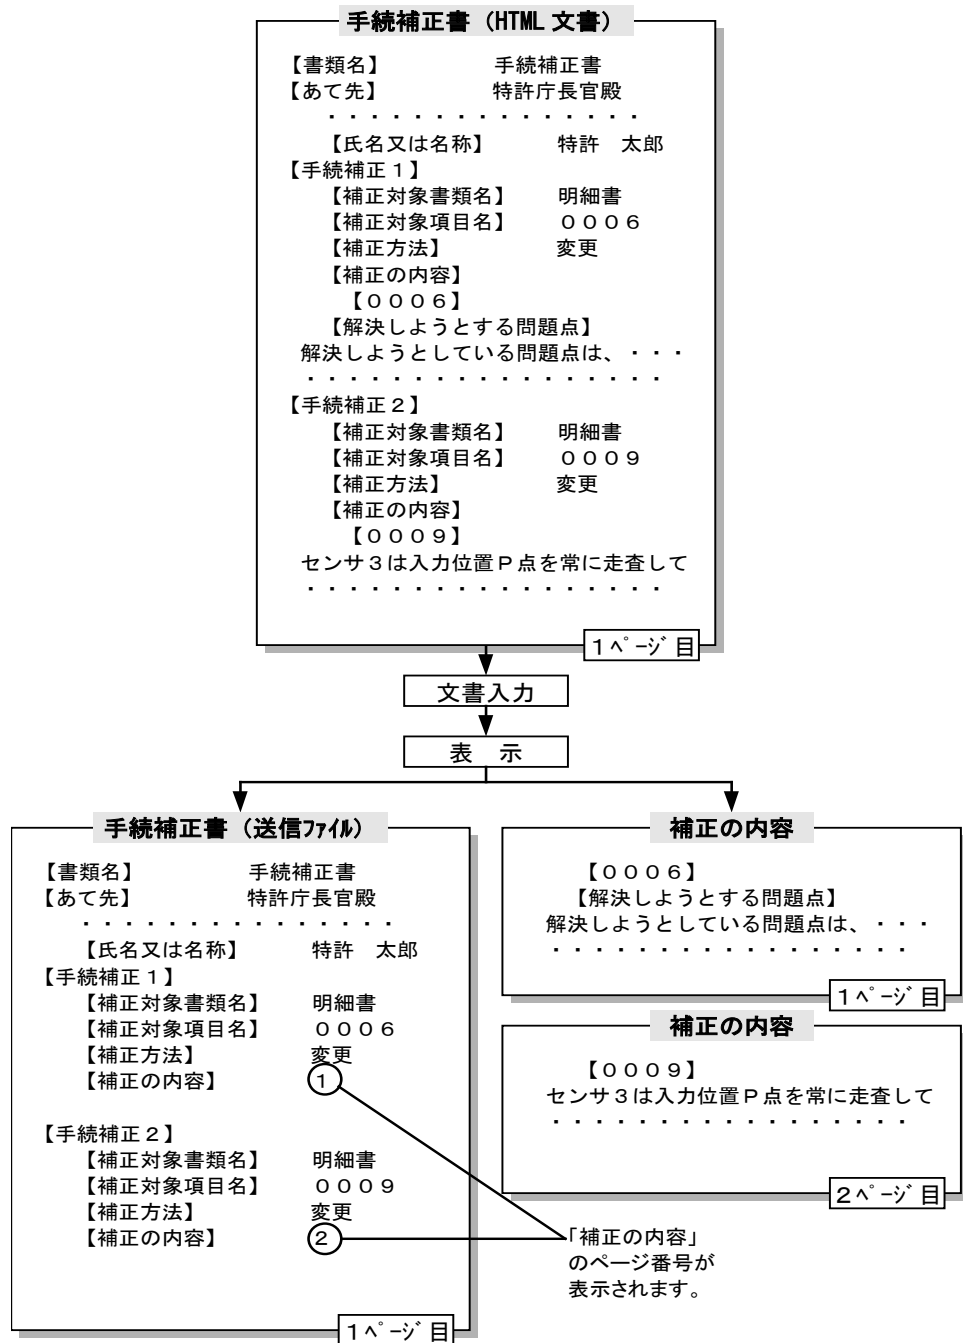 手続補正書（HTML文書）
【書類名】　手続補正書
【あて先】　特許庁長官殿
・・・・・・・・・・・・・・・
【氏名又は名称】　特許　太郎
【手続補正１】
【補正対象書類名】　明細書
【補正対象項目名】　０００６
【補正方法】　変更
【補正の内容】
【０００６】
【解決しようとする問題点】
解決しようとしている問題点は、・・・
・・・・・・・・・・・・・・・・・
【手続補正２】
【補正対象書類名】　明細書
【補正対象項目名】　０００９
【補正方法】　変更
【補正の内容】
【０００９】
センサ３は入力位置Ｐ点を常に走査して
・・・・・・・・・・・・・・・・・
１ﾍﾟｰｼﾞ目
文書入力
表　示
手続補正書（送信ﾌｧｲﾙ）
【書類名】　手続補正書
【あて先】　特許庁長官殿
・・・・・・・・・・・・・・・
【氏名又は名称】　特許　太郎
【手続補正１】
【補正対象書類名】　明細書
【補正対象項目名】　０００６
【補正方法】　変更
【補正の内容】　①
【手続補正２】
【補正対象書類名】　明細書
【補正対象項目名】　０００９
【補正方法】　変更
【補正の内容】　②
１ﾍﾟｰｼﾞ目
補正の内容
【０００６】
【解決しようとする問題点】
解決しようとしている問題点は、・・・
・・・・・・・・・・・・・・・・・
１ﾍﾟｰｼﾞ目
補正の内容
【０００９】
センサ３は入力位置Ｐ点を常に走査して
・・・・・・・・・・・・・・・・・
２ﾍﾟｰｼﾞ目
「補正の内容」
のページ番号が
表示されます。